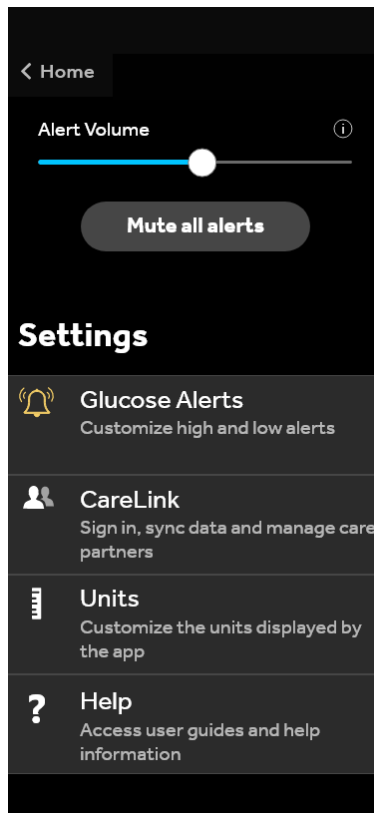 Home
Alert Volume
Mute all alerts
Settings
Glucose Alerts
Customize high and low alerts
CareLink
Sign in, sync data and manage care
partners
Units
Customize the units displayed by
the app
Help
Access user guides and help
information